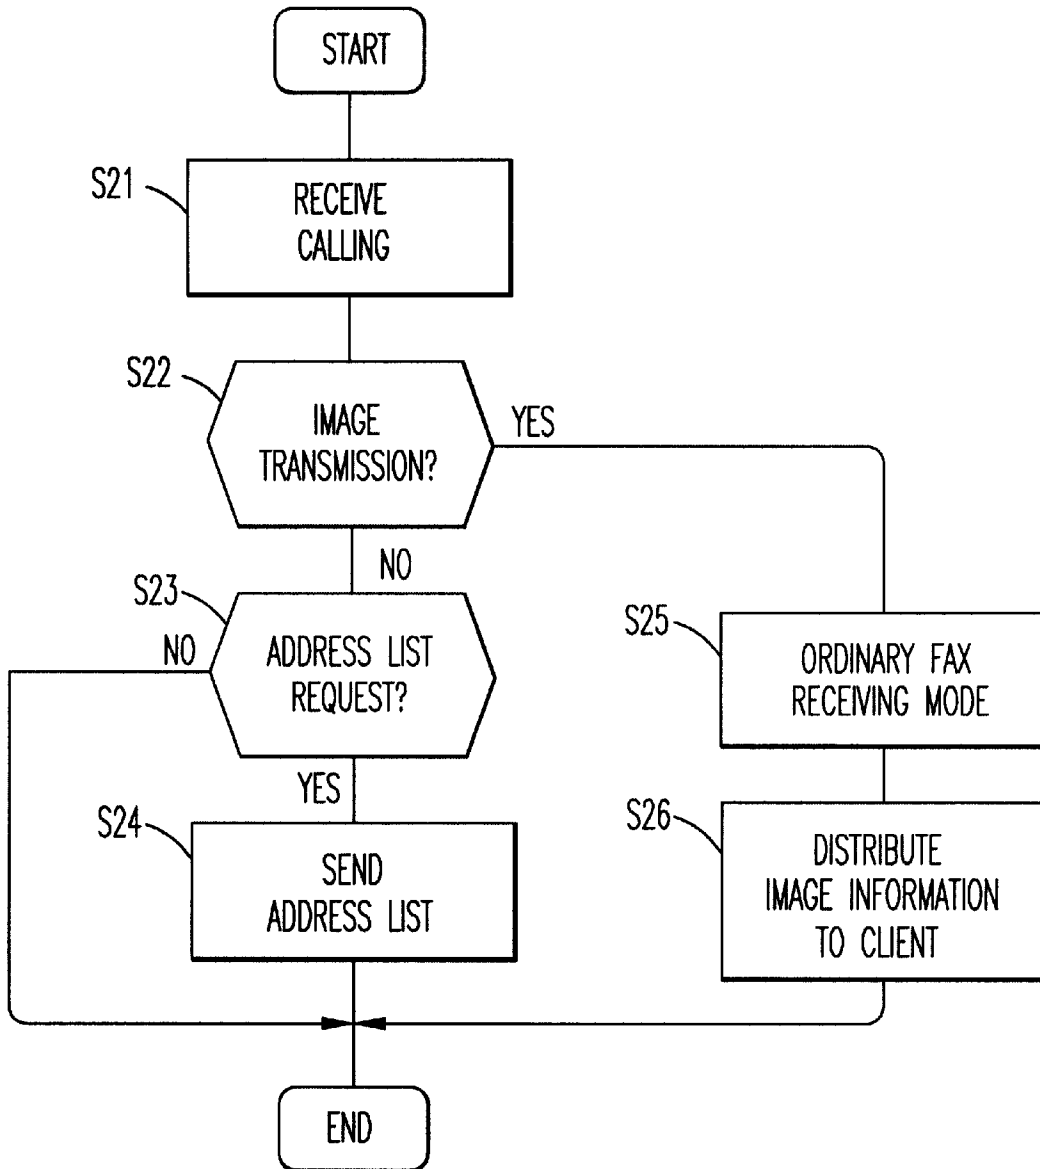 START
S21
RECEIVE
CALLING
S22
IMAGE
TRANSMISSION?
YES
NO
S23
NO
ADDRESS LIST
REQUEST?
YES
S24
SEND
ADDRESS LIST
S25
ORDINARY FAX
RECEIVING MODE
S26
DISTRIBUTE
IMAGE INFORMATION
TO CLIENT
END